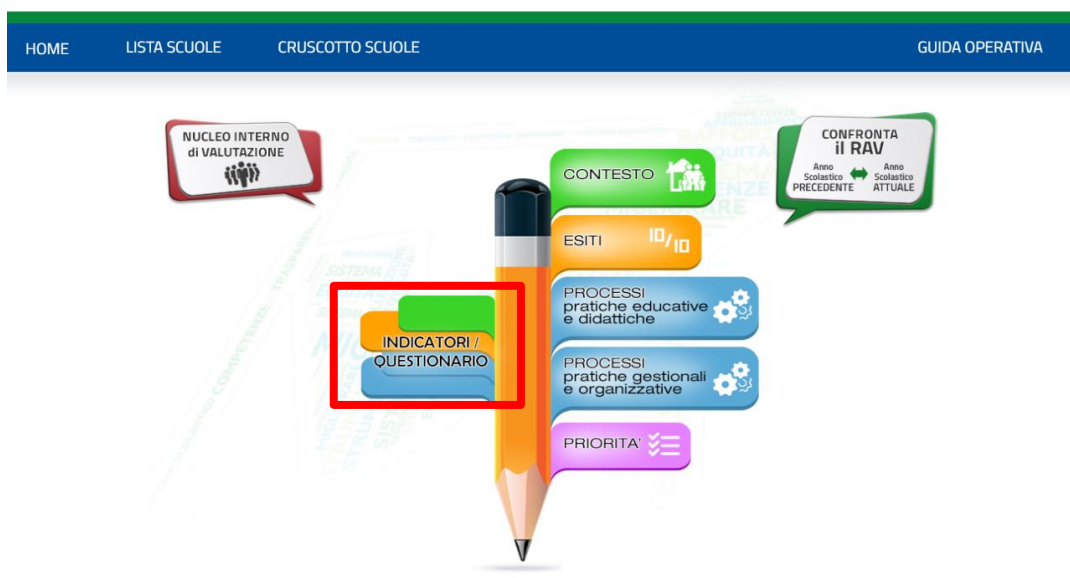 HOME
LISTA SCUOLE
CRUSCOTTO SCUOLE
GUIDA OPERATIVA
NUCLEO INTERNO
di VALUTAZIONE
CONFRONTA
il RAV
Anno
Scolastico
PRECEDENTE
Anno
Scolastico
ATTUALE
CONTESTO
ESITI
10/10
PROCESSI
pratiche educative
e didattiche
INDICATORI /
QUESTIONARIO
PROCESSI
pratiche gestionali
e organizzative
PRIORITA'